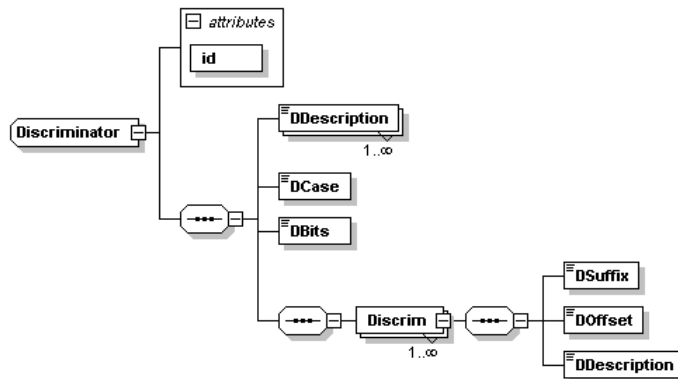 attributes
id
Discriminator
DDescription
1..∞
DCase
DBits
Discrim
1..∞
DSuffix
DOffset
DDescription